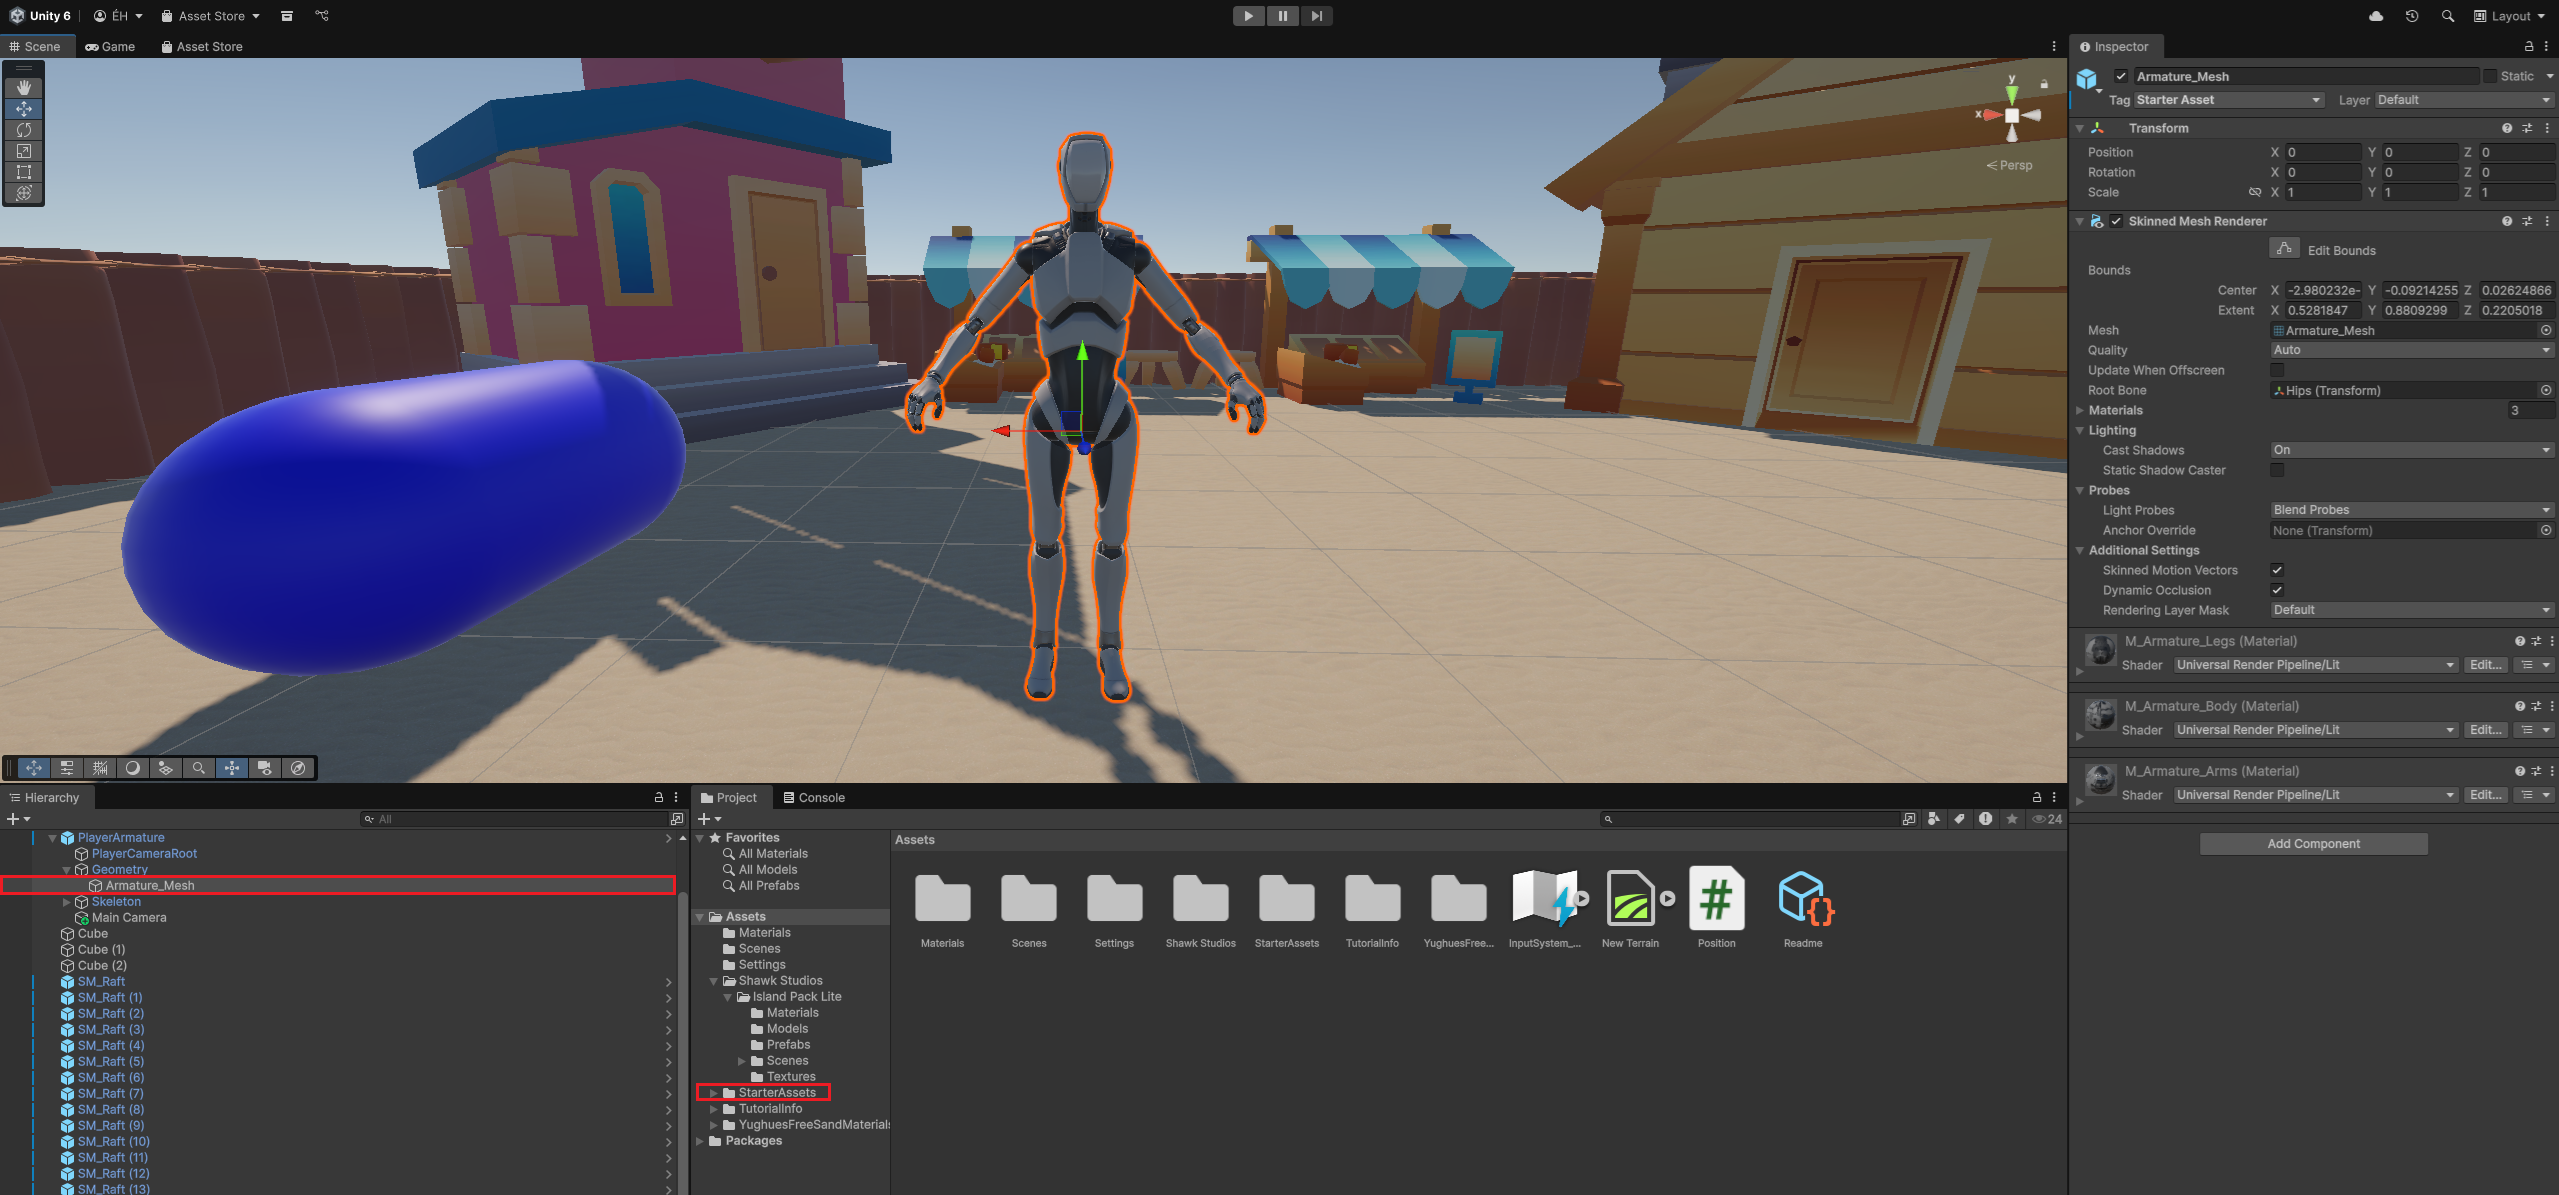 Unity 6
ÉH
Asset Store
Layout
Scene
Game
Asset Store
y
x
Persp
Inspector
Armature_Mesh
Static
Tag Starter Asset
Layer Default
Transform
Position X 0 Y 0 Z 0
Rotation X 0 Y 0 Z 0
Scale X 1 Y 1 Z 1
Skinned Mesh Renderer
Edit Bounds
Bounds
Center X -2.980232e- Y -0.09214255 Z 0.02624866
Extent X 0.5281847 Y 0.8809299 Z 0.2205018
Mesh Armature_Mesh
Quality Auto
Update When Offscreen
Root Bone Hips (Transform)
Materials 3
Lighting
Cast Shadows On
Static Shadow Caster
Probes
Light Probes Blend Probes
Anchor Override None (Transform)
Additional Settings
Skinned Motion Vectors
Dynamic Occlusion
Rendering Layer Mask Default
M_Armature_Legs (Material)
Shader Universal Render Pipeline/Lit Edit...
M_Armature_Body (Material)
Shader Universal Render Pipeline/Lit Edit...
M_Armature_Arms (Material)
Shader Universal Render Pipeline/Lit Edit...
Add Component
Hierarchy
All
PlayerArmature
PlayerCameraRoot
Geometry
Armature_Mesh
Skeleton
Main Camera
Cube
Cube (1)
Cube (2)
SM_Raft
SM_Raft (1)
SM_Raft (2)
SM_Raft (3)
SM_Raft (4)
SM_Raft (5)
SM_Raft (6)
SM_Raft (7)
SM_Raft (8)
SM_Raft (9)
SM_Raft (10)
SM_Raft (11)
SM_Raft (12)
SM_Raft (13)
Project
Console
24
Favorites
All Materials
All Models
All Prefabs
Assets
Materials
Scenes
Settings
Shawk Studios
Island Pack Lite
Materials
Models
Prefabs
Scenes
Textures
StarterAssets
TutorialInfo
YughuesFreeSandMaterials
Packages
Assets
Materials
Scenes
Settings
Shawk Studios
StarterAssets
TutorialInfo
YughuesFree...
InputSystem_...
New Terrain
Position
Readme